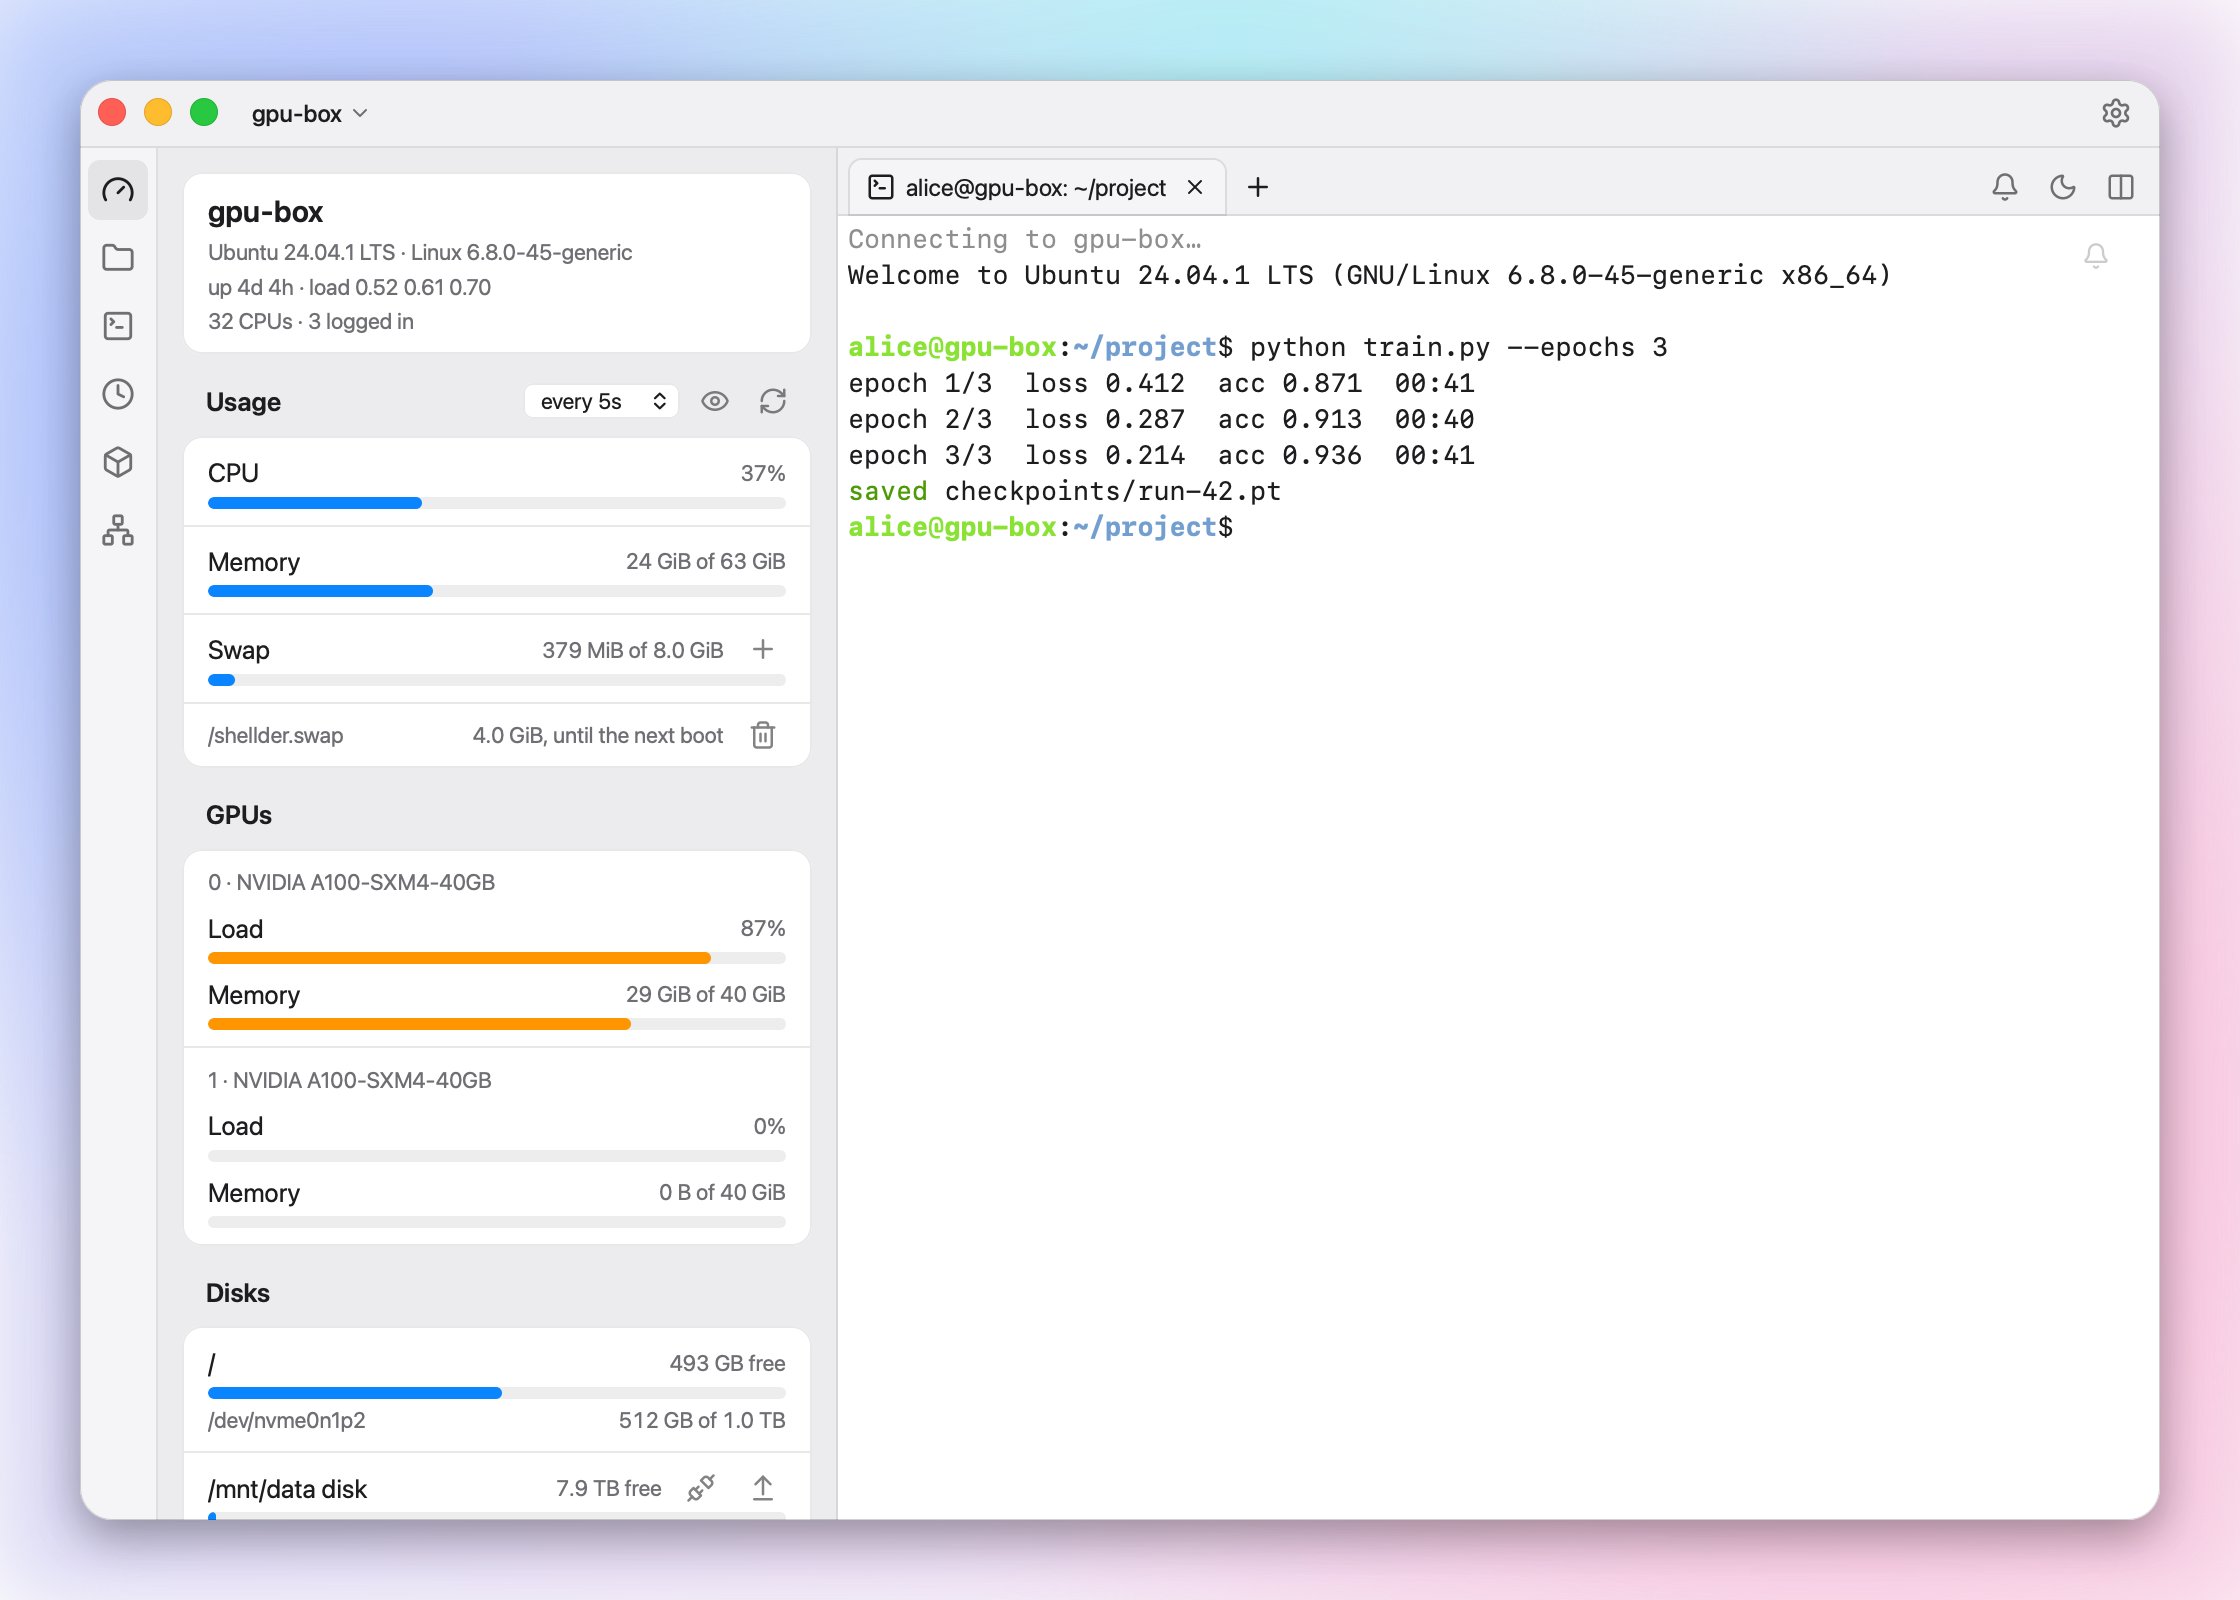 gpu-box
gpu-box
Ubuntu 24.04.1 LTS · Linux 6.8.0-45-generic
up 4d 4h · load 0.52 0.61 0.70
32 CPUs · 3 logged in
Usage every 5s
CPU 37%
Memory 24 GiB of 63 GiB
Swap 379 MiB of 8.0 GiB
/shellder.swap 4.0 GiB, until the next boot
GPUs
0 · NVIDIA A100-SXM4-40GB
Load 87%
Memory 29 GiB of 40 GiB
1 · NVIDIA A100-SXM4-40GB
Load 0%
Memory 0 B of 40 GiB
Disks
/ 493 GB free
/dev/nvme0n1p2 512 GB of 1.0 TB
/mnt/data disk 7.9 TB free
alice@gpu-box: ~/project
Connecting to gpu-box…
Welcome to Ubuntu 24.04.1 LTS (GNU/Linux 6.8.0-45-generic x86_64)
alice@gpu-box:~/project$ python train.py --epochs 3
epoch 1/3  loss 0.412  acc 0.871  00:41
epoch 2/3  loss 0.287  acc 0.913  00:40
epoch 3/3  loss 0.214  acc 0.936  00:41
saved checkpoints/run-42.pt
alice@gpu-box:~/project$